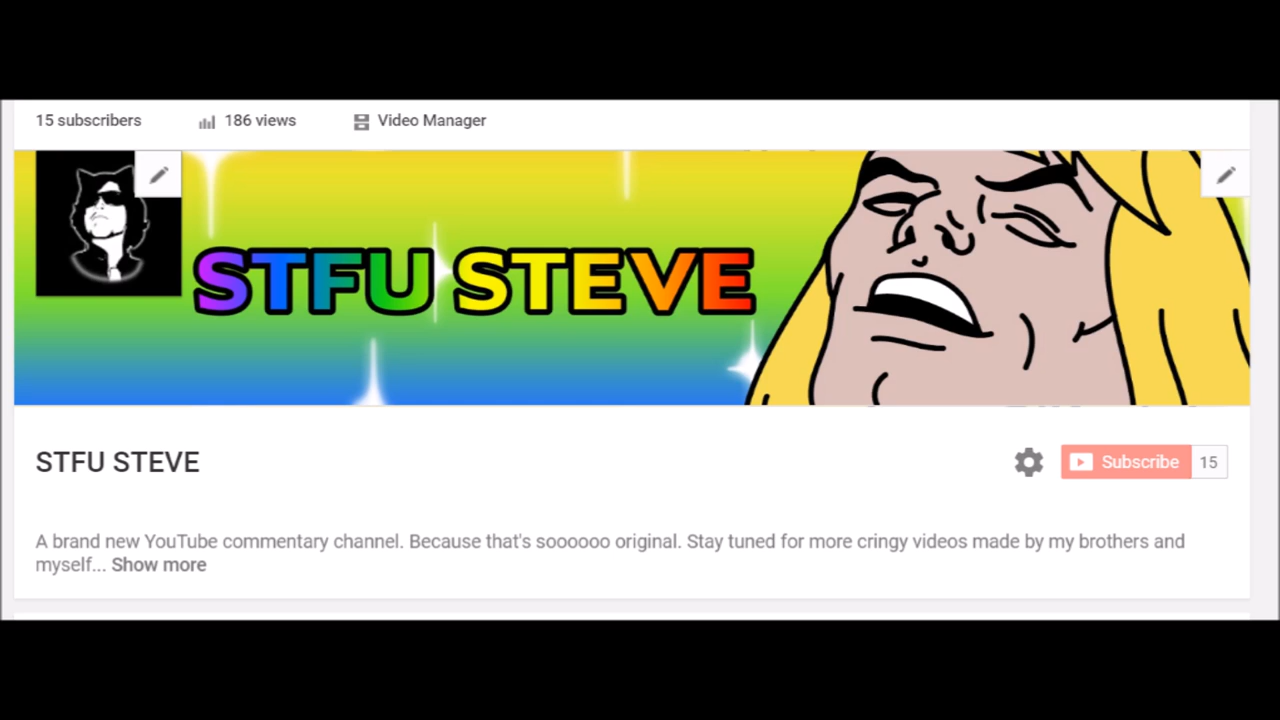 15 subscribers 186 views Video Manager
STFU STEVE
STFU STEVE
Subscribe 15
A brand new YouTube commentary channel. Because that's soooooo original. Stay tuned for more cringy videos made by my brothers and
myself... Show more